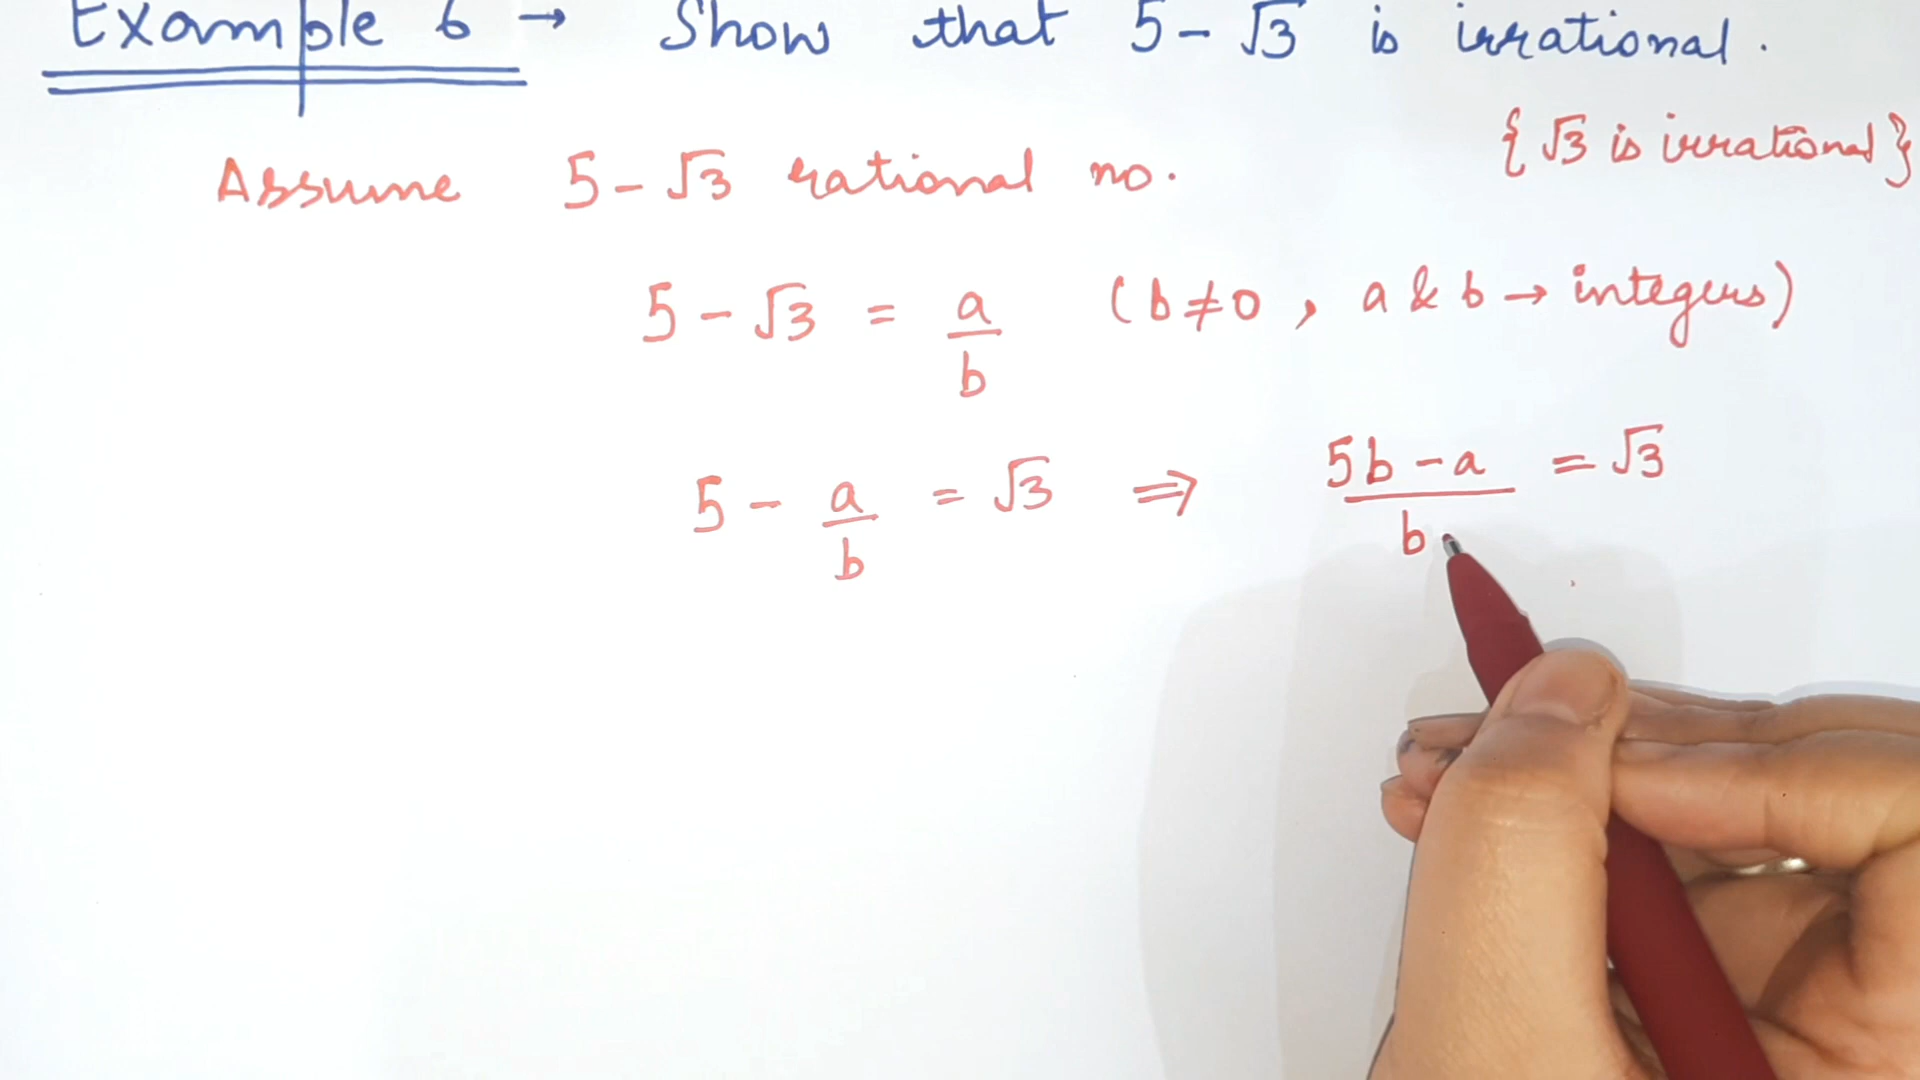 Example 6 → Show that 5 - √3 is irrational.
{√3 is irrational}
Assume 5 - √3 rational no.
5 - √3 = a/b (b ≠ 0, a & b → integers)
5 - a/b = √3 ⇒ 5b - a/b = √3